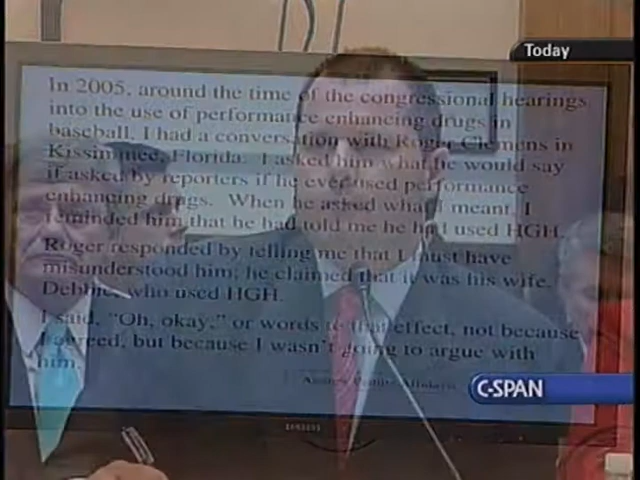 Today
In 2005, around the time of the congressional hearings
into the use of performance enhancing drugs in
baseball, I had a conversation with Roger Clemens in
Kissimmee, Florida. I asked him what he would say
if asked by reporters if he ever used performance
enhancing drugs. When he asked what I meant, I
reminded him that he had told me he had used HGH.
Roger responded by telling me that I must have
misunderstood him; he claimed that it was his wife,
Debbie, who used HGH.
I said, "Oh, okay," or words to that effect, not because
I agreed, but because I wasn't going to argue with
him.
Andrew Pettitte Affidavit
C-SPAN
SAMSUNG